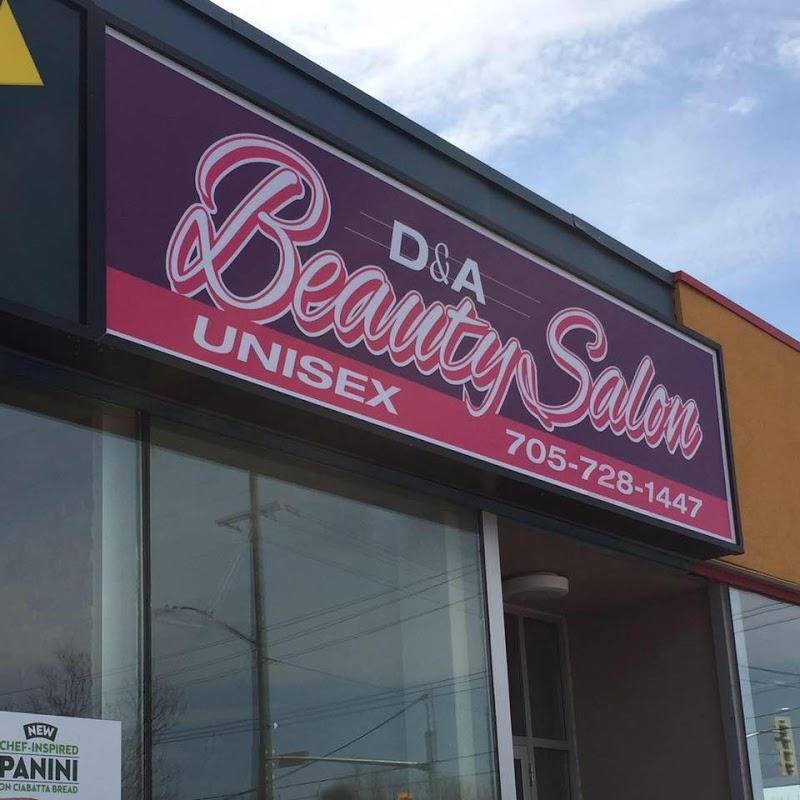 D&A
Beauty Salon
UNISEX
705-728-1447
NEW
CHEF-INSPIRED
PANINI
ON CIABATTA BREAD